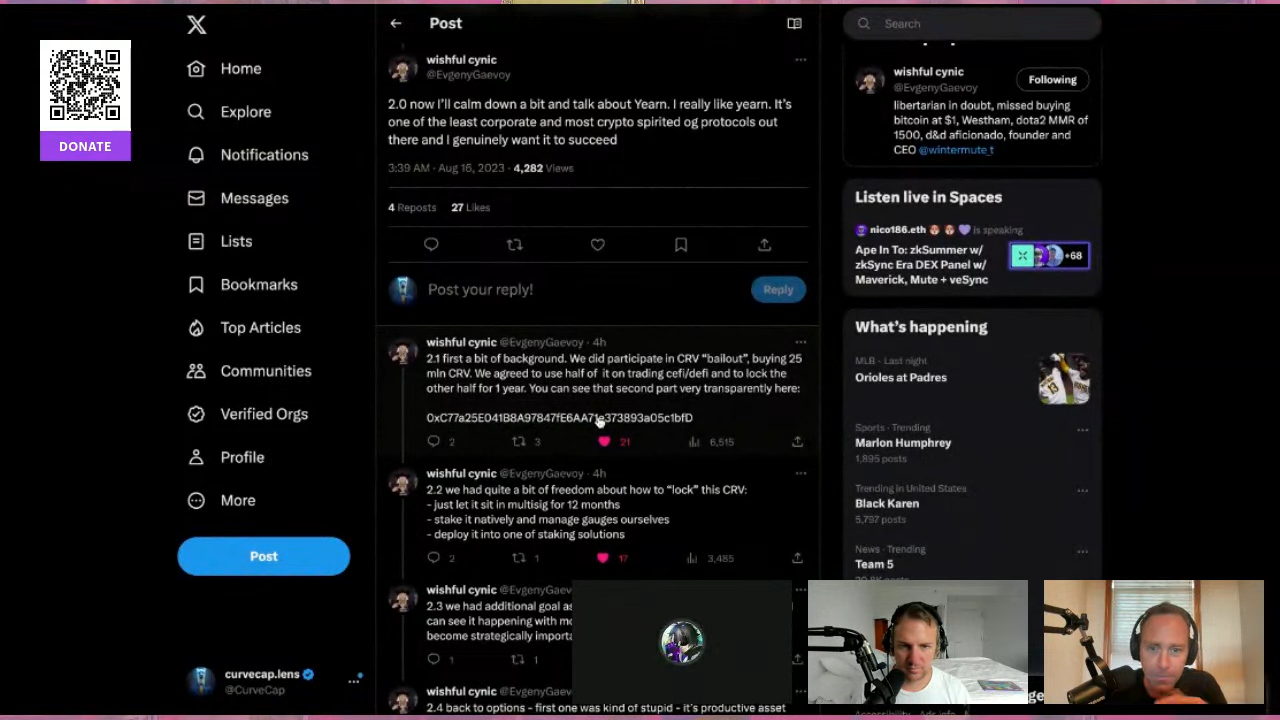 DONATE
X
Home
Explore
Notifications
Messages
Lists
Bookmarks
Top Articles
Communities
Verified Orgs
Profile
More
Post
curvecap.lens
@CurveCap
Post
wishful cynic
@EvgenyGaevoy
2.0 now I'll calm down a bit and talk about Yearn. I really like yearn. It's
one of the least corporate and most crypto spirited og protocols out
there and I genuinely want it to succeed
3:39 AM · Aug 16, 2023 · 4,282 Views
4 Reposts 27 Likes
Post your reply!
Reply
wishful cynic @EvgenyGaevoy · 4h
2.1 first a bit of background. We did participate in CRV "bailout", buying 25
mln CRV. We agreed to use half of it on trading cefi/defi and to lock the
other half for 1 year. You can see that second part very transparently here:
0xC77a25E041B8A97847fE6AA71e373893a05c1bfD
2 3 21 6,515
wishful cynic @EvgenyGaevoy · 4h
2.2 we had quite a bit of freedom about how to "lock" this CRV:
- just let it sit in multisig for 12 months
- stake it natively and manage gauges ourselves
- deploy it into one of staking solutions
2 1 17 3,485
wishful cynic @EvgenyGaevoy
2.3 we had additional goal as
can see it happening with mo
become strategically importa
1 1
wishful cynic @EvgenyGaevoy
2.4 back to options - first one was kind of stupid - it's productive asset
Search
wishful cynic
@EvgenyGaevoy
Following
libertarian in doubt, missed buying
bitcoin at $1, Westham, dota2 MMR of
1500, d&d aficionado, founder and
CEO @wintermute_t
Listen live in Spaces
nico186.eth is speaking
Ape In To: zkSummer w/
zkSync Era DEX Panel w/
Maverick, Mute + veSync
+68
What's happening
MLB · Last night
Orioles at Padres
Sports · Trending
Marlon Humphrey
1,895 posts
Trending in United States
Black Karen
5,797 posts
News · Trending
Team 5